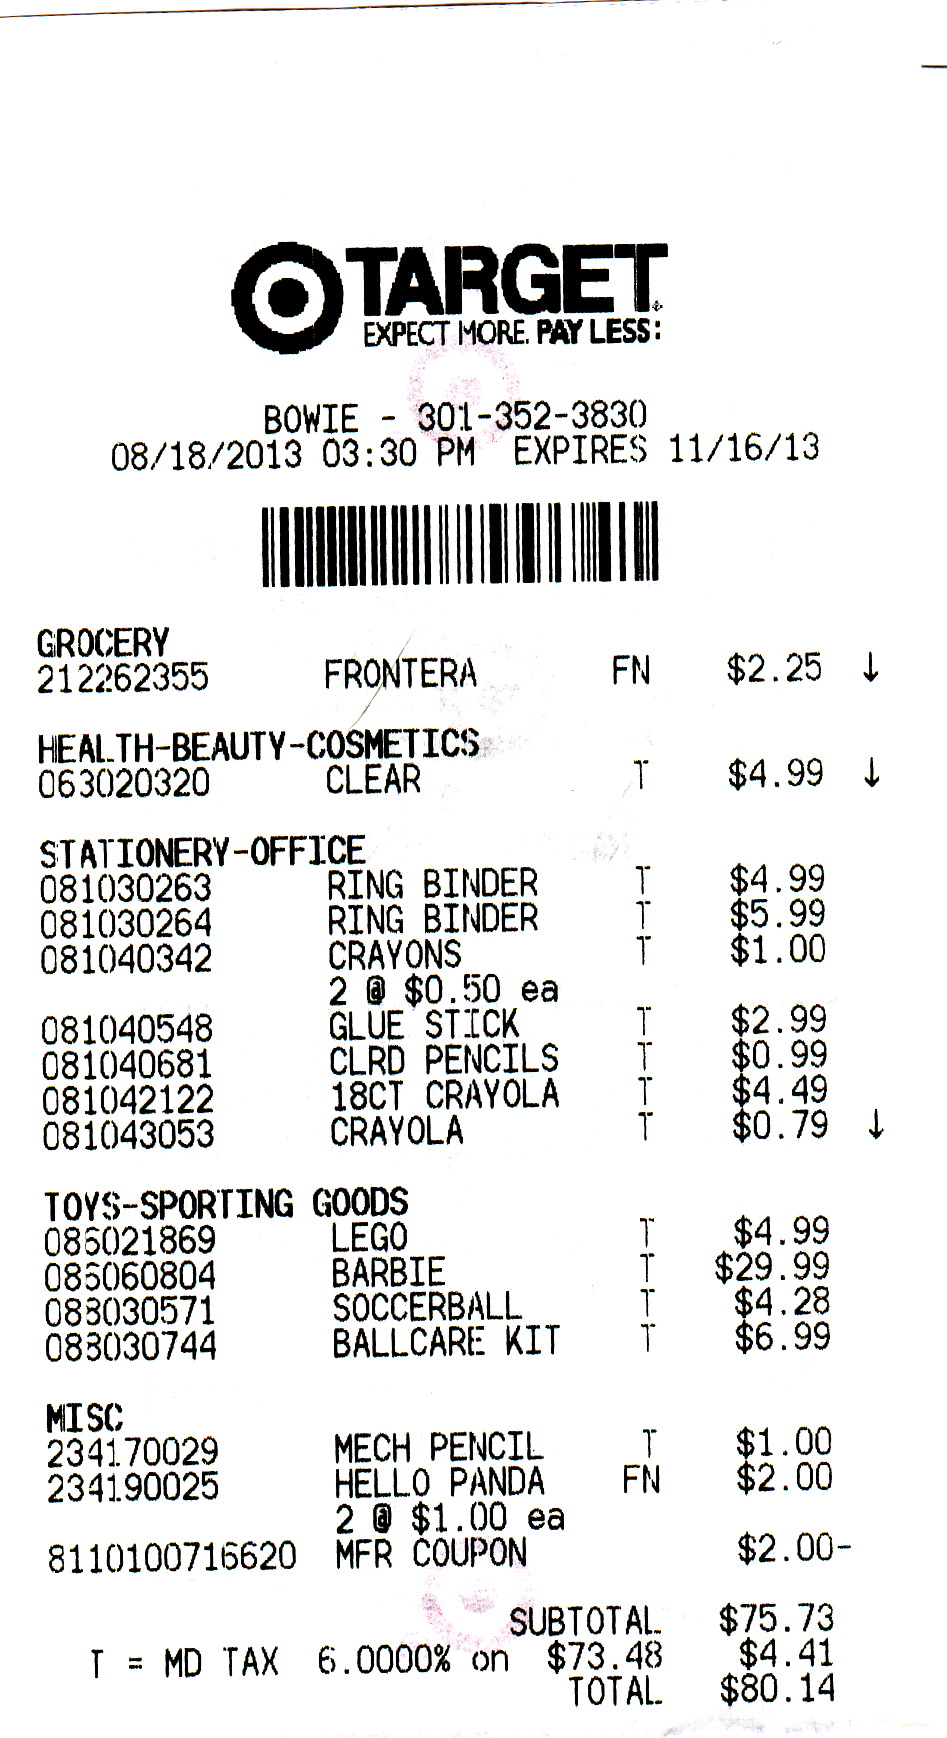 TARGET
EXPECT MORE. PAY LESS:
BOWIE - 301-352-3830
08/18/2013 03:30 PM EXPIRES 11/16/13
GROCERY
212262355 FRONTERA FN $2.25 ↓
HEALTH-BEAUTY-COSMETICS
063020320 CLEAR T $4.99 ↓
STATIONERY-OFFICE
081030263 RING BINDER T $4.99
081030264 RING BINDER T $5.99
081040342 CRAYONS T $1.00
2 @ $0.50 ea
081040548 GLUE STICK T $2.99
081040681 CLRD PENCILS T $0.99
081042122 18CT CRAYOLA T $4.49
081043053 CRAYOLA T $0.79 ↓
TOYS-SPORTING GOODS
086021869 LEGO T $4.99
086060804 BARBIE T $29.99
088030571 SOCCERBALL T $4.28
088030744 BALLCARE KIT T $6.99
MISC
234170029 MECH PENCIL T $1.00
234190025 HELLO PANDA FN $2.00
2 @ $1.00 ea
8110100716620 MFR COUPON $2.00-
SUBTOTAL $75.73
T = MD TAX 6.0000% on $73.48 $4.41
TOTAL $80.14